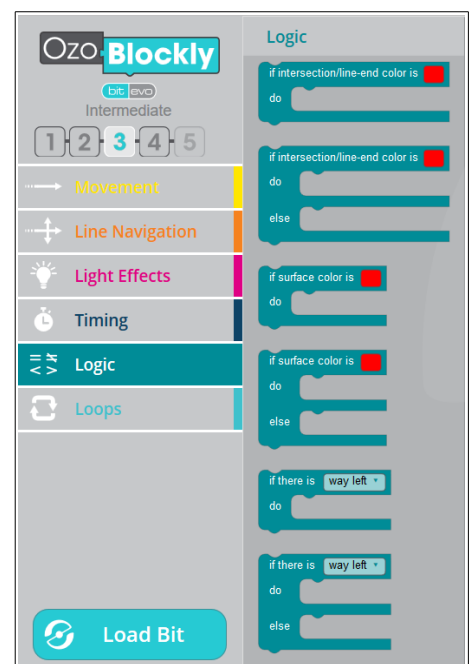 Ozo Blockly
bit evo
Intermediate
1 2 3 4 5
Movement
Line Navigation
Light Effects
Timing
Logic
Loops
Load Bit
Logic
if intersection/line-end color is
do
if intersection/line-end color is
do
else
if surface color is
do
if surface color is
do
else
if there is way left
do
if there is way left
do
else